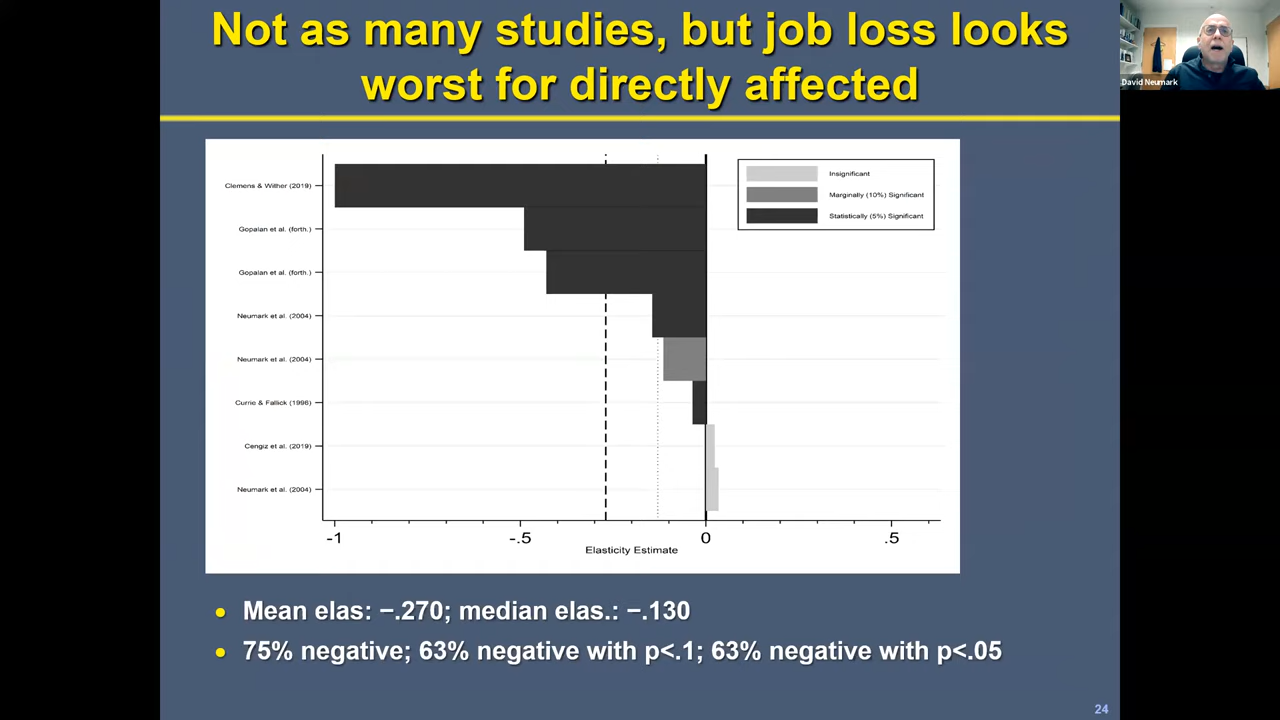 Not as many studies, but job loss looks
worst for directly affected
David Neumark
Clemens & Wither (2019)
Gopalan et al. (forth.)
Gopalan et al. (forth.)
Neumark et al. (2004)
Neumark et al. (2004)
Currie & Fallick (1996)
Cengiz et al. (2019)
Neumark et al. (2004)
Insignificant
Marginally (10%) Significant
Statistically (5%) Significant
-1 -.5 0 .5
Elasticity Estimate
• Mean elas: −.270; median elas.: −.130
• 75% negative; 63% negative with p<.1; 63% negative with p<.05
24